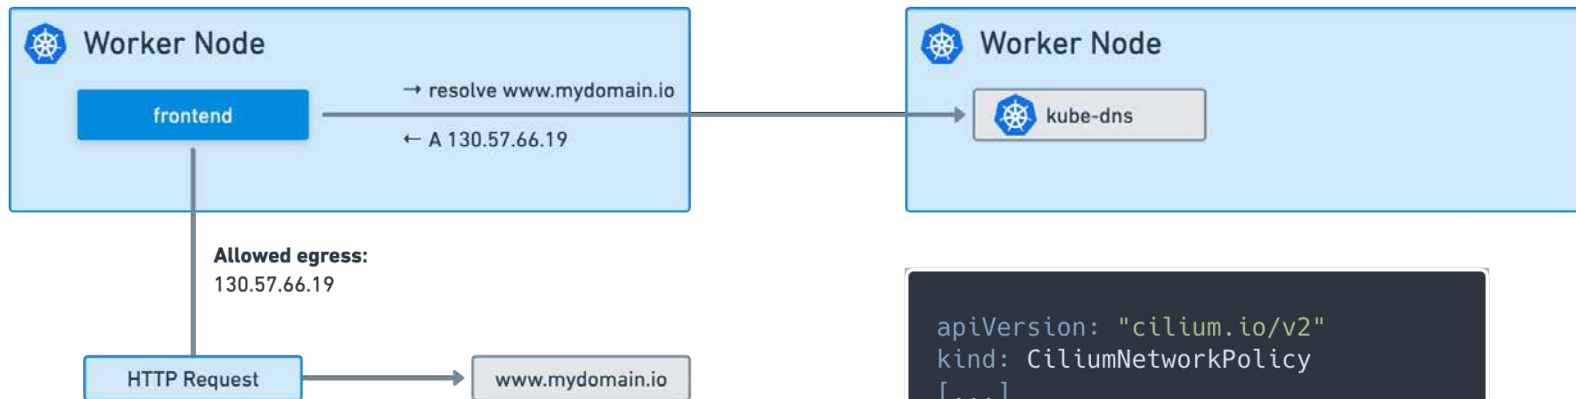 Worker Node
frontend
→ resolve www.mydomain.io
← A 130.57.66.19
Worker Node
kube-dns
Allowed egress:
130.57.66.19
HTTP Request
www.mydomain.io
apiVersion: "cilium.io/v2"
kind: CiliumNetworkPolicy
[...]